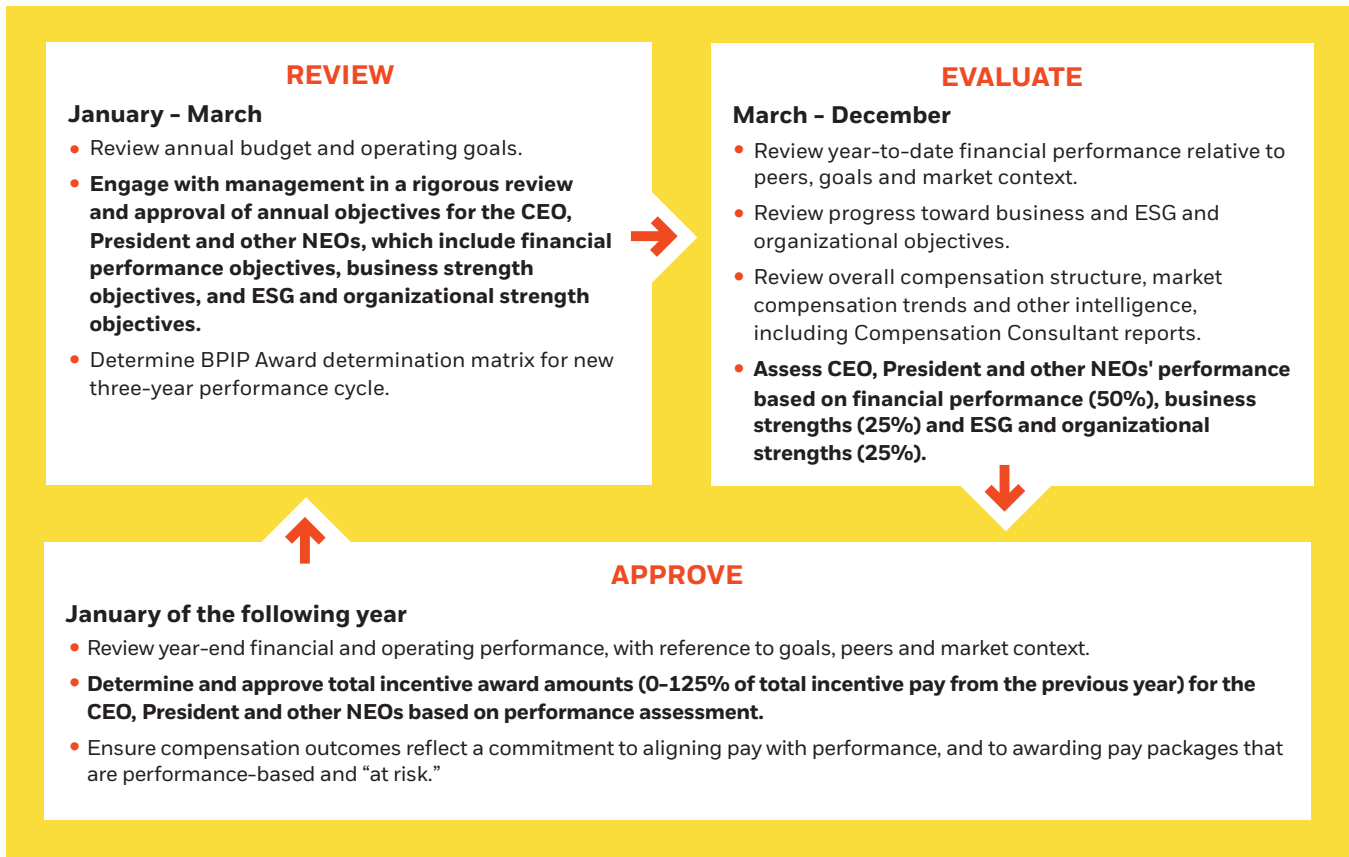 REVIEW
January - March
• Review annual budget and operating goals.
• Engage with management in a rigorous review
and approval of annual objectives for the CEO,
President and other NEOs, which include financial
performance objectives, business strength
objectives, and ESG and organizational strength
objectives.
• Determine BPIP Award determination matrix for new
three-year performance cycle.
EVALUATE
March - December
• Review year-to-date financial performance relative to
peers, goals and market context.
• Review progress toward business and ESG and
organizational objectives.
• Review overall compensation structure, market
compensation trends and other intelligence,
including Compensation Consultant reports.
• Assess CEO, President and other NEOs' performance
based on financial performance (50%), business
strengths (25%) and ESG and organizational
strengths (25%).
APPROVE
January of the following year
• Review year-end financial and operating performance, with reference to goals, peers and market context.
• Determine and approve total incentive award amounts (0-125% of total incentive pay from the previous year) for the
CEO, President and other NEOs based on performance assessment.
• Ensure compensation outcomes reflect a commitment to aligning pay with performance, and to awarding pay packages that
are performance-based and “at risk.”